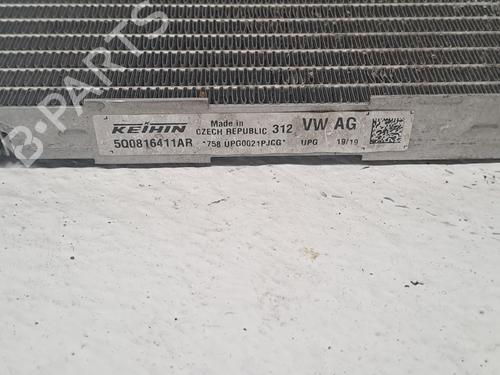 B-PARTS
KEIHIN Made in CZECH REPUBLIC 312 VW AG
5Q0816411AR *758 UPG0021PJCG* UPG 19/19